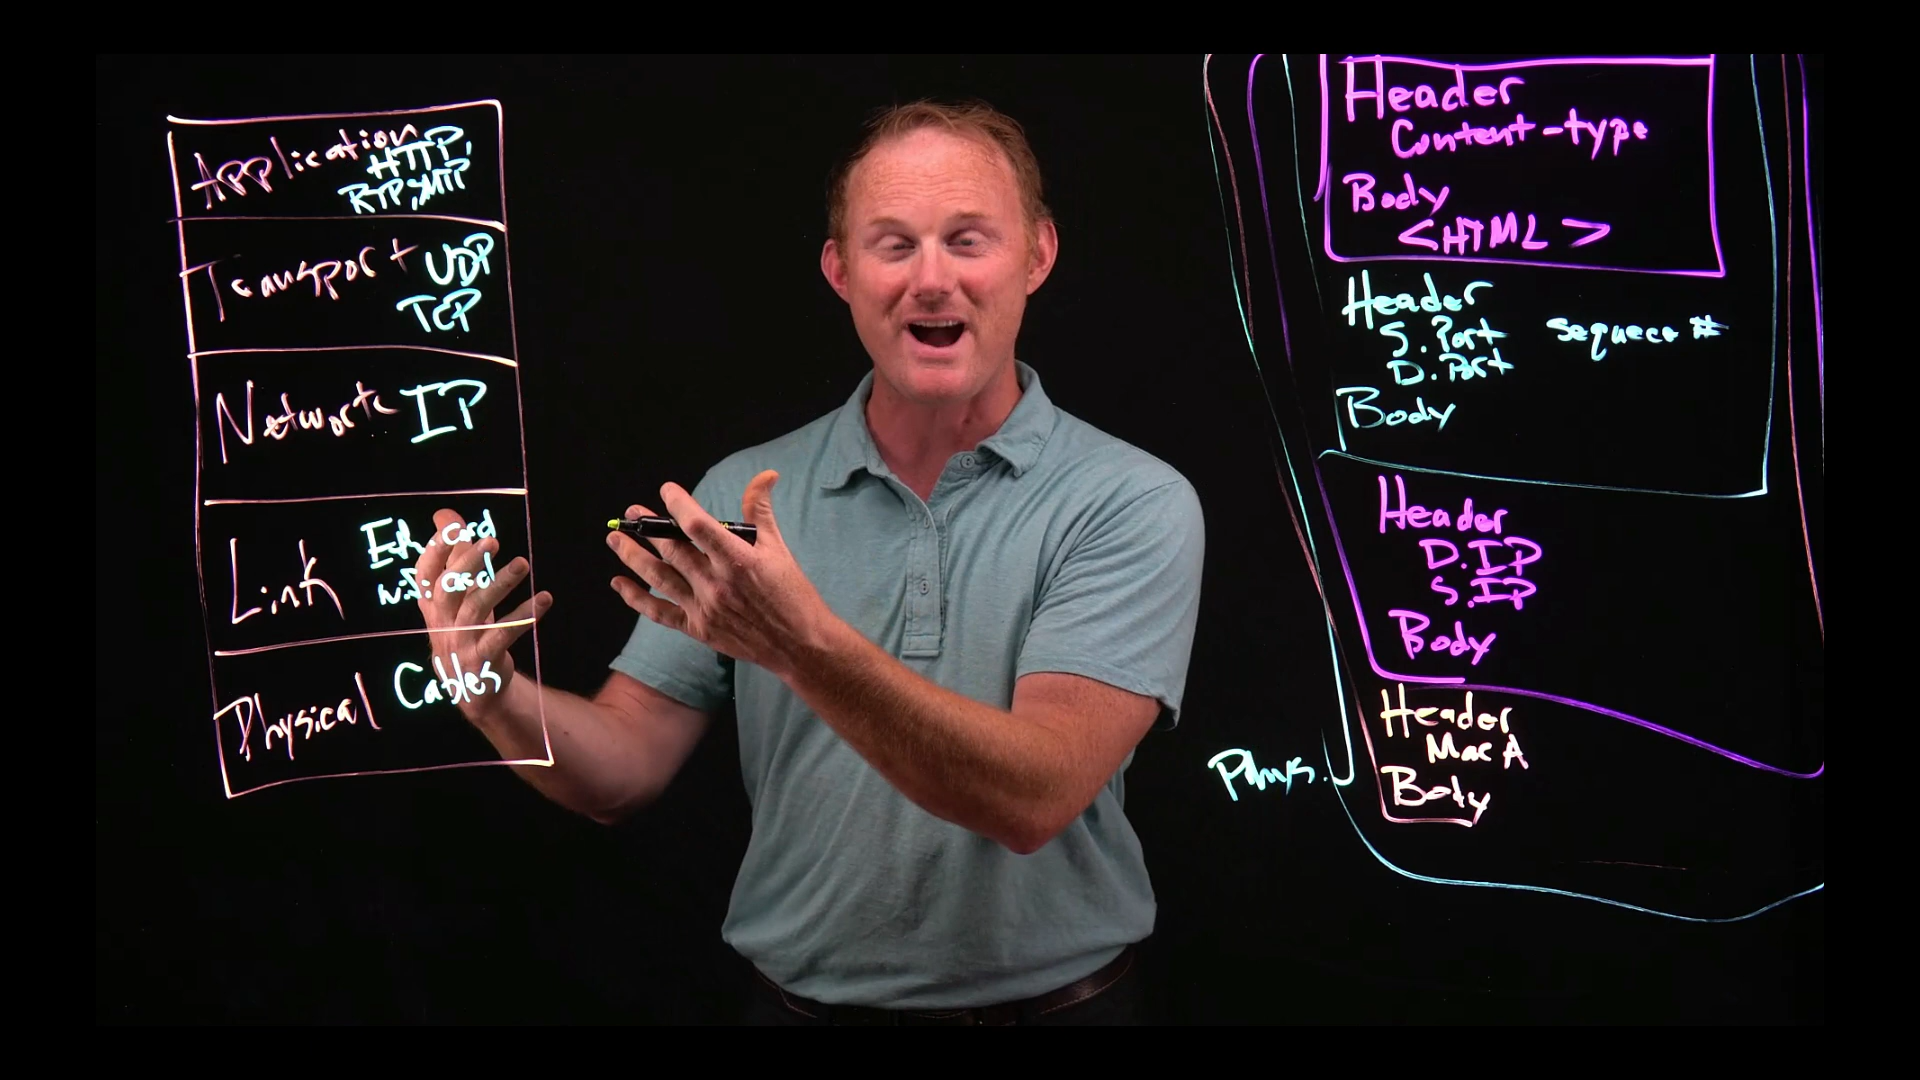 Application
HTTP,
RTP, SMTP
Transport UDP
TCP
Network IP
Link Eth. card
wifi card
Physical Cables
Header
Content-type
Body
<HTML>
Header
S. Port sequece #
D. Port
Body
Header
D. IP
S. IP
Body
Header
Mac A
Body
Phys.